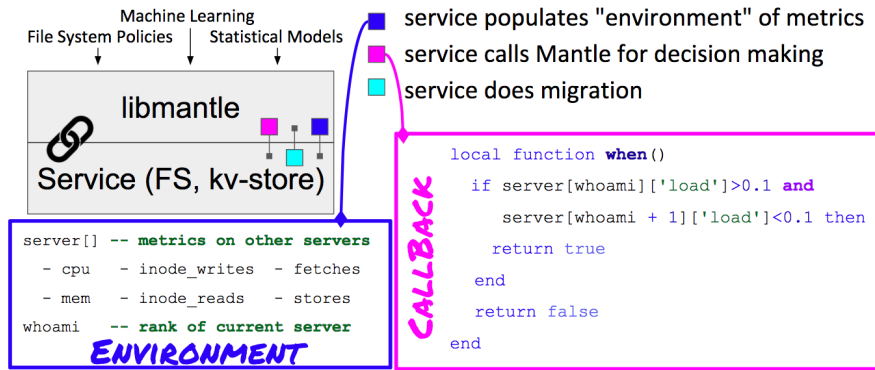 Machine Learning
File System Policies
Statistical Models
libmantle
Service (FS, kv-store)
service populates "environment" of metrics
service calls Mantle for decision making
service does migration
server[] -- metrics on other servers
- cpu - inode_writes - fetches
- mem - inode_reads - stores
whoami -- rank of current server
ENVIRONMENT
CALLBACK
local function when()
if server[whoami]['load']>0.1 and
server[whoami + 1]['load']<0.1 then
return true
end
return false
end